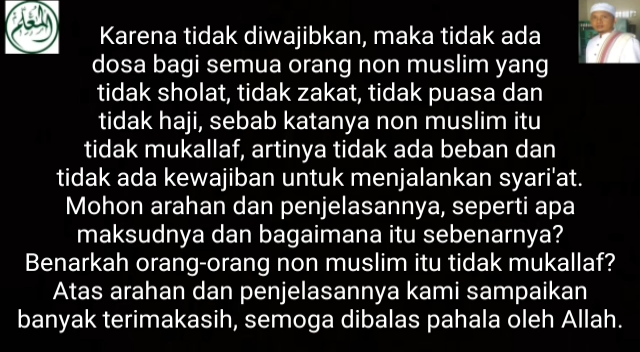 Karena tidak diwajibkan, maka tidak ada
dosa bagi semua orang non muslim yang
tidak sholat, tidak zakat, tidak puasa dan
tidak haji, sebab katanya non muslim itu
tidak mukallaf, artinya tidak ada beban dan
tidak ada kewajiban untuk menjalankan syari'at.
Mohon arahan dan penjelasannya, seperti apa
maksudnya dan bagaimana itu sebenarnya?
Benarkah orang-orang non muslim itu tidak mukallaf?
Atas arahan dan penjelasannya kami sampaikan
banyak terimakasih, semoga dibalas pahala oleh Allah.